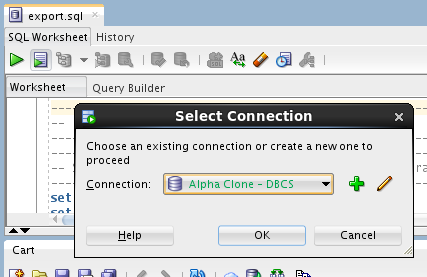 export.sql
SQL Worksheet History
Aa
Worksheet Query Builder
Select Connection
Choose an existing connection or create a new one to
proceed
Connection: Alpha Clone - DBCS
Help OK Cancel
set
set
Cart